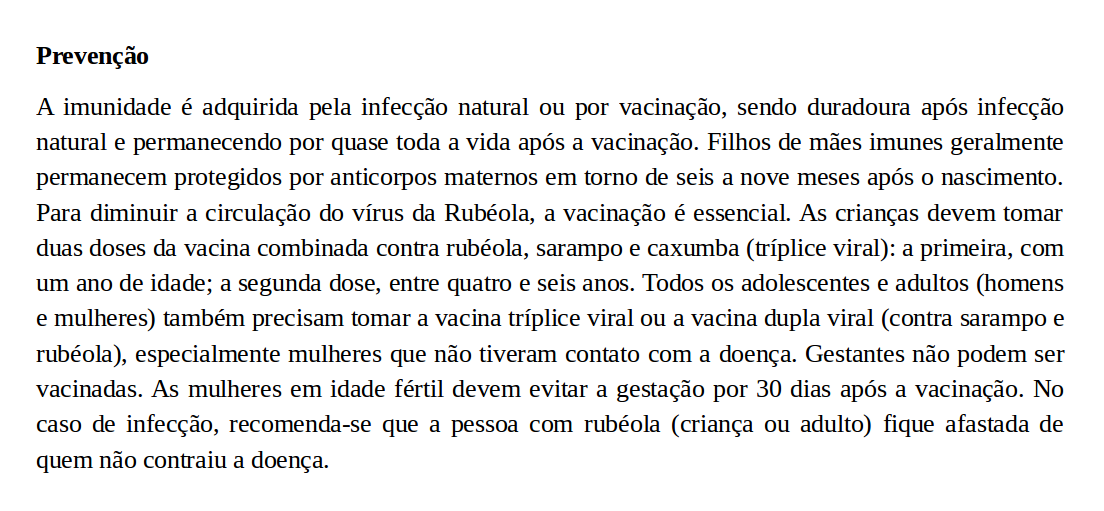 Prevenção
A imunidade é adquirida pela infecção natural ou por vacinação, sendo duradoura após infecção
natural e permanecendo por quase toda a vida após a vacinação. Filhos de mães imunes geralmente
permanecem protegidos por anticorpos maternos em torno de seis a nove meses após o nascimento.
Para diminuir a circulação do vírus da Rubéola, a vacinação é essencial. As crianças devem tomar
duas doses da vacina combinada contra rubéola, sarampo e caxumba (tríplice viral): a primeira, com
um ano de idade; a segunda dose, entre quatro e seis anos. Todos os adolescentes e adultos (homens
e mulheres) também precisam tomar a vacina tríplice viral ou a vacina dupla viral (contra sarampo e
rubéola), especialmente mulheres que não tiveram contato com a doença. Gestantes não podem ser
vacinadas. As mulheres em idade fértil devem evitar a gestação por 30 dias após a vacinação. No
caso de infecção, recomenda-se que a pessoa com rubéola (criança ou adulto) fique afastada de
quem não contraiu a doença.